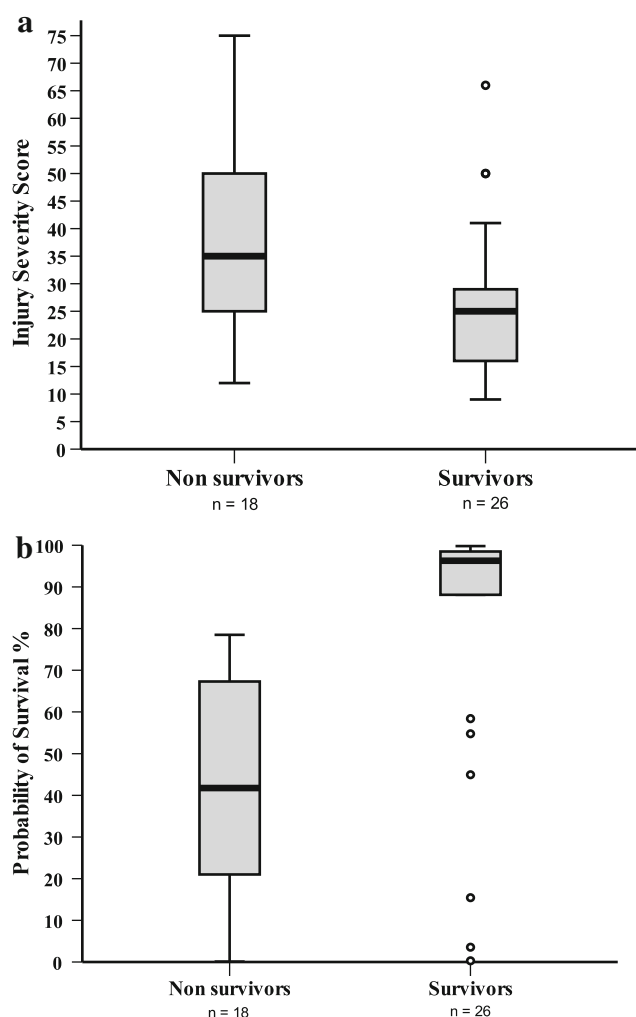 a
Injury Severity Score
75
70
65
60
55
50
45
40
35
30
25
20
15
10
5
0
Non survivors
Survivors
n = 18
n = 26
b
Probability of Survival %
100
90
80
70
60
50
40
30
20
10
0
Non survivors
Survivors
n = 18
n = 26